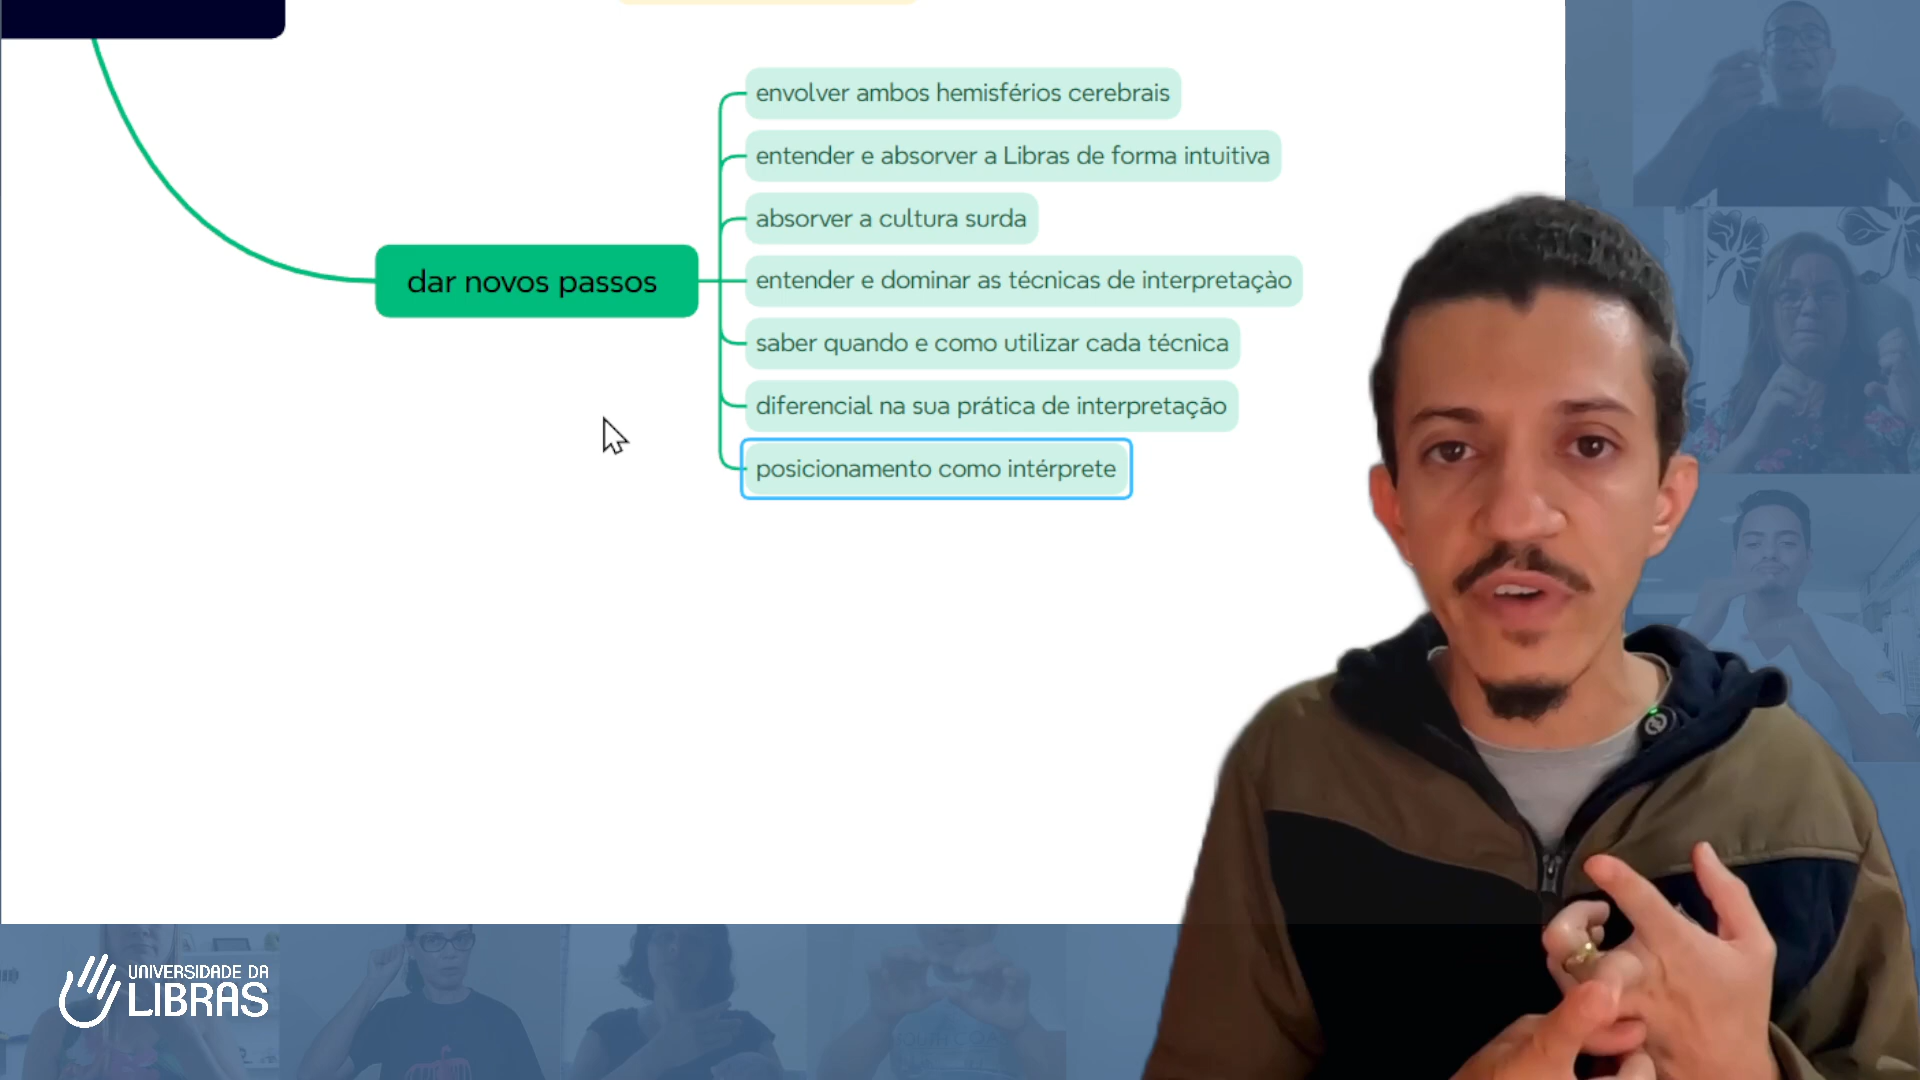 envolver ambos hemisférios cerebrais
entender e absorver a Libras de forma intuitiva
absorver a cultura surda
dar novos passos
entender e dominar as técnicas de interpretaçào
saber quando e como utilizar cada técnica
diferencial na sua prática de interpretação
posicionamento como intérprete
UNIVERSIDADE DA
LIBRAS